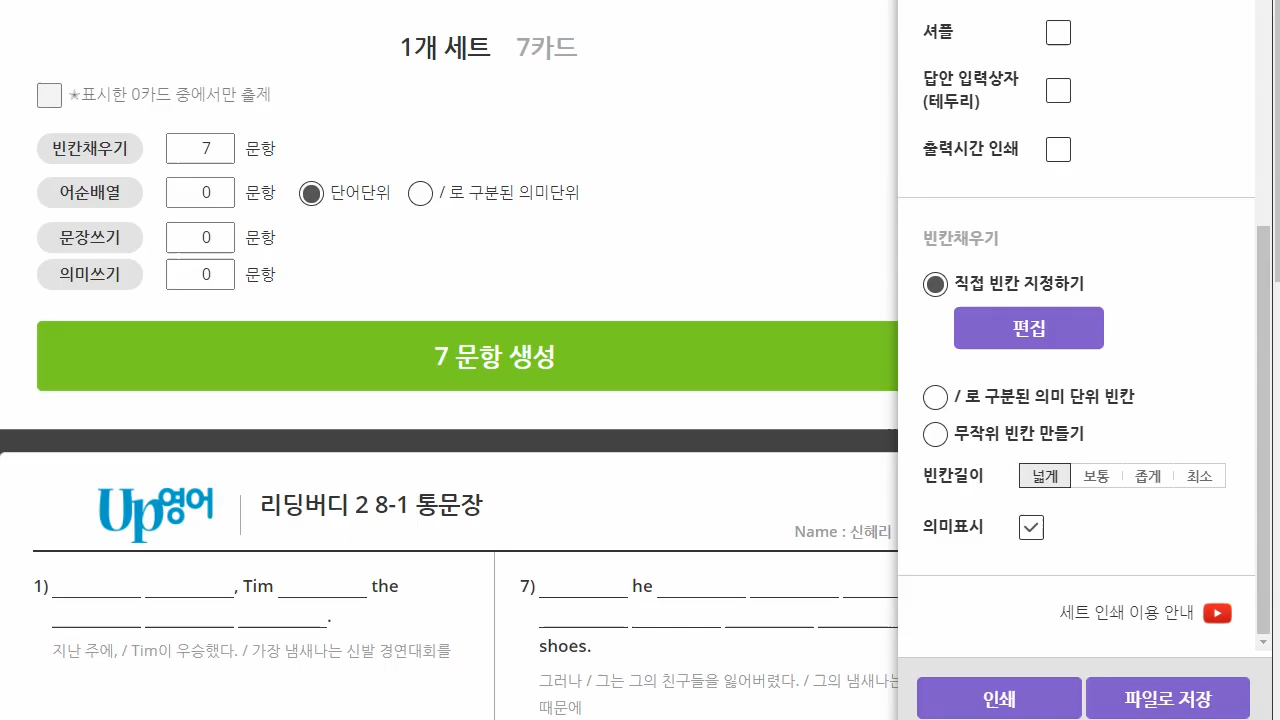 1개 세트 7카드
★표시한 0카드 중에서만 출제
빈칸채우기 7 문항
어순배열 0 문항 단어단위 / 로 구분된 의미단위
문장쓰기 0 문항
의미쓰기 0 문항
7 문항 생성
Up영어 리딩버디 2 8-1 통문장
Name : 신혜리
1) , Tim the
.
지난 주에, / Tim이 우승했다. / 가장 냄새나는 신발 경연대회를
7) he
shoes.
그러나 / 그는 그의 친구들을 잃어버렸다. / 그의 냄새나는
때문에
셔플
답안 입력상자
(테두리)
출력시간 인쇄
빈칸채우기
직접 빈칸 지정하기
편집
/ 로 구분된 의미 단위 빈칸
무작위 빈칸 만들기
빈칸길이 넓게 보통 좁게 최소
의미표시
세트 인쇄 이용 안내
인쇄 파일로 저장